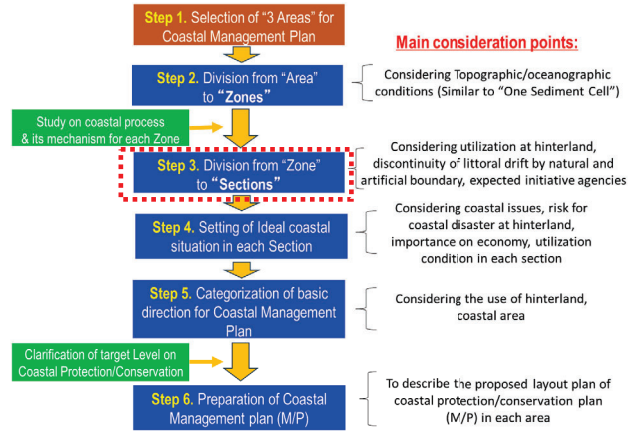 Step 1. Selection of “3 Areas” for
Coastal Management Plan
Main consideration points:
Step 2. Division from “Area”
to “Zones”
Considering Topographic/oceanographic
conditions (Similar to “One Sediment Cell”)
Study on coastal process
& its mechanism for each Zone
Step 3. Division from “Zone”
to “Sections”
Considering utilization at hinterland,
discontinuity of littoral drift by natural and
artificial boundary, expected initiative agencies
Step 4. Setting of Ideal coastal
situation in each Section
Considering coastal issues, risk for
coastal disaster at hinterland,
importance on economy, utilization
condition in each section
Step 5. Categorization of basic
direction for Coastal Management
Plan
Considering the use of hinterland,
coastal area
Clarification of target Level on
Coastal Protection/Conservation
Step 6. Preparation of Coastal
Management plan (M/P)
To describe the proposed layout plan of
coastal protection/conservation plan
(M/P) in each area